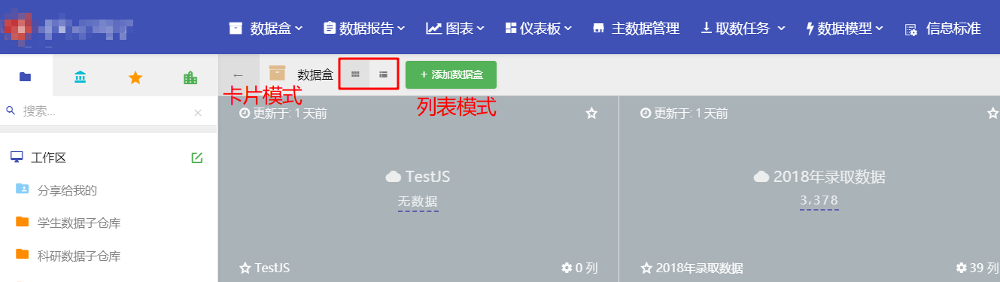 数据盒 数据报告 图表 仪表板 主数据管理 取数任务 数据模型 信息标准
← 数据盒 + 添加数据盒
卡片模式 列表模式
搜索... ×
更新于: 1 天前 更新于: 1 天前
工作区
TestJS 2018年录取数据
分享给我的
无数据 3,378
学生数据子仓库
科研数据子仓库
TestJS 0 列 2018年录取数据 39 列